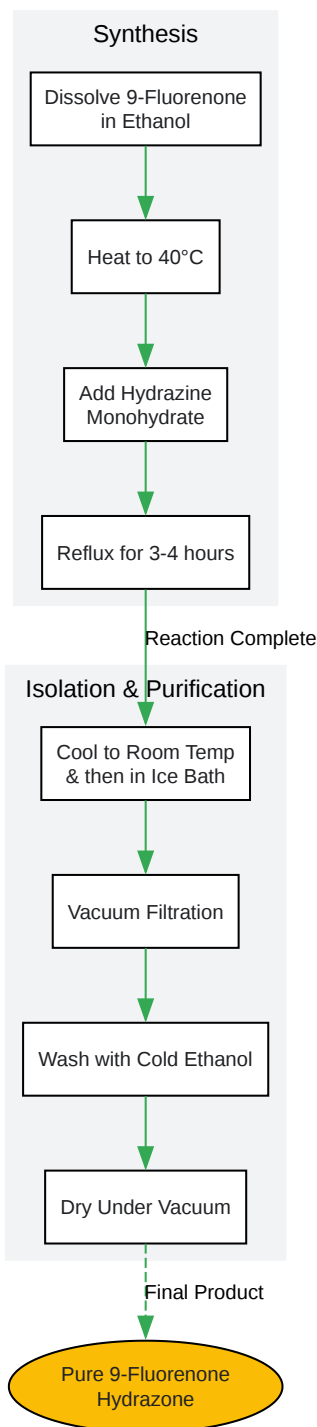 Synthesis
Dissolve 9-Fluorenone
in Ethanol
Heat to 40°C
Add Hydrazine
Monohydrate
Reflux for 3-4 hours
Reaction Complete
Isolation & Purification
Cool to Room Temp
& then in Ice Bath
Vacuum Filtration
Wash with Cold Ethanol
Dry Under Vacuum
Final Product
Pure 9-Fluorenone
Hydrazone